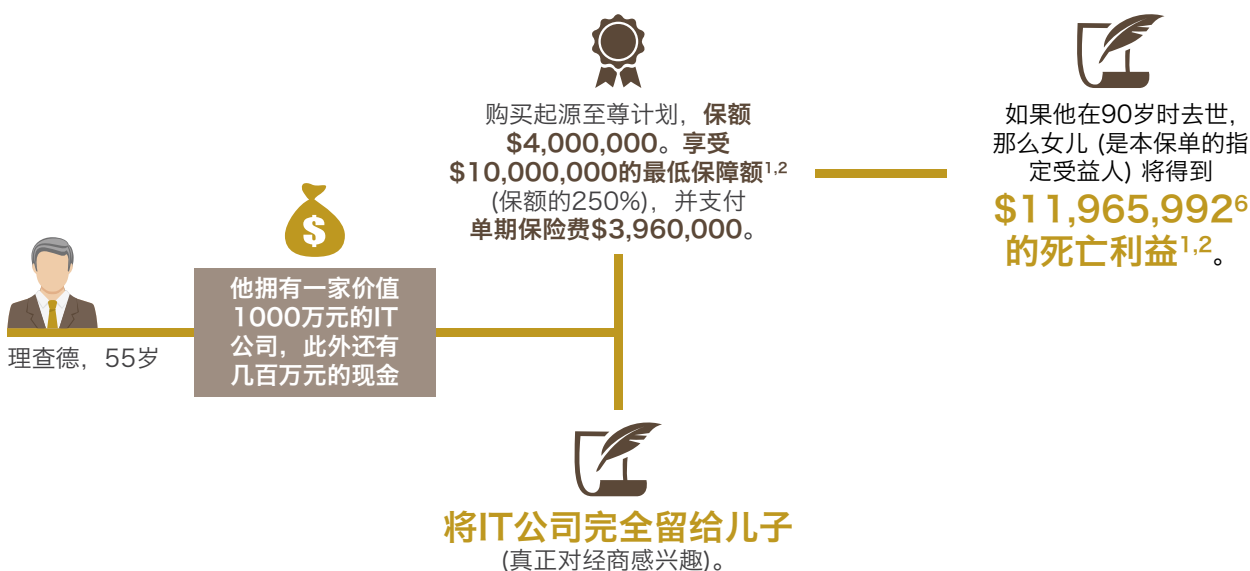 理查德，55岁
$
他拥有一家价值
1000万元的IT
公司，此外还有
几百万元的现金
购买起源至尊计划，保额
$4,000,000。享受
$10,000,000的最低保障额1,2
(保额的250%)，并支付
单期保险费$3,960,000。
如果他在90岁时去世，
那么女儿 (是本保单的指
定受益人) 将得到
$11,965,9926
的死亡利益1,2。
将IT公司完全留给儿子
(真正对经商感兴趣)。